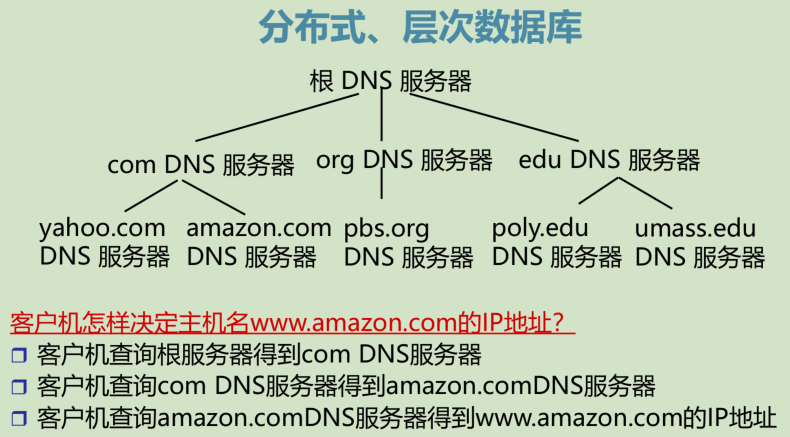 分布式、层次数据库
根 DNS 服务器
com DNS 服务器 org DNS 服务器 edu DNS 服务器
yahoo.com amazon.com pbs.org poly.edu umass.edu
DNS 服务器 DNS 服务器 DNS 服务器 DNS 服务器 DNS 服务器
客户机怎样决定主机名www.amazon.com的IP地址?
客户机查询根服务器得到com DNS服务器
客户机查询com DNS服务器得到amazon.comDNS服务器
客户机查询amazon.comDNS服务器得到www.amazon.com的IP地址